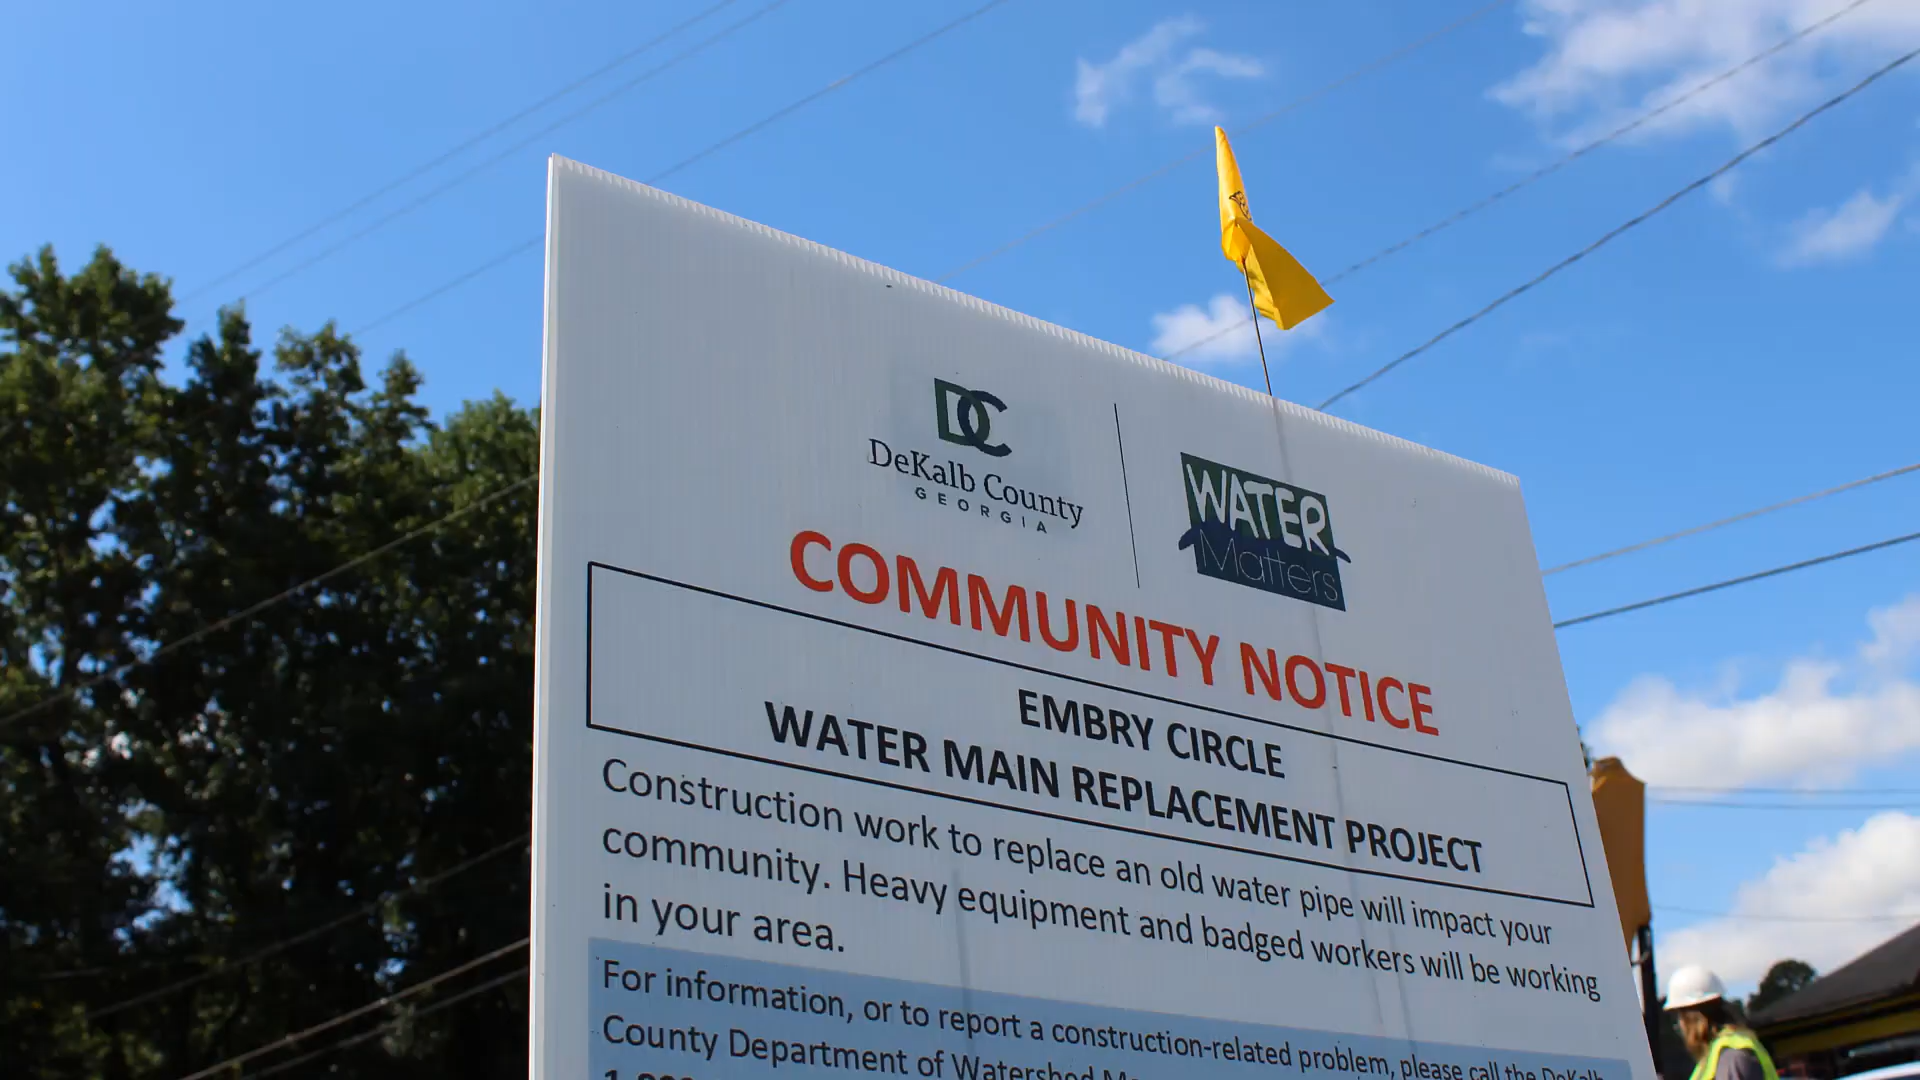 DC
DeKalb County
GEORGIA
WATER
Matters
COMMUNITY NOTICE
EMBRY CIRCLE
WATER MAIN REPLACEMENT PROJECT
Construction work to replace an old water pipe will impact your
community. Heavy equipment and badged workers will be working
in your area.
For information, or to report a construction-related problem, please call the DeKalb
County Department of Watershed